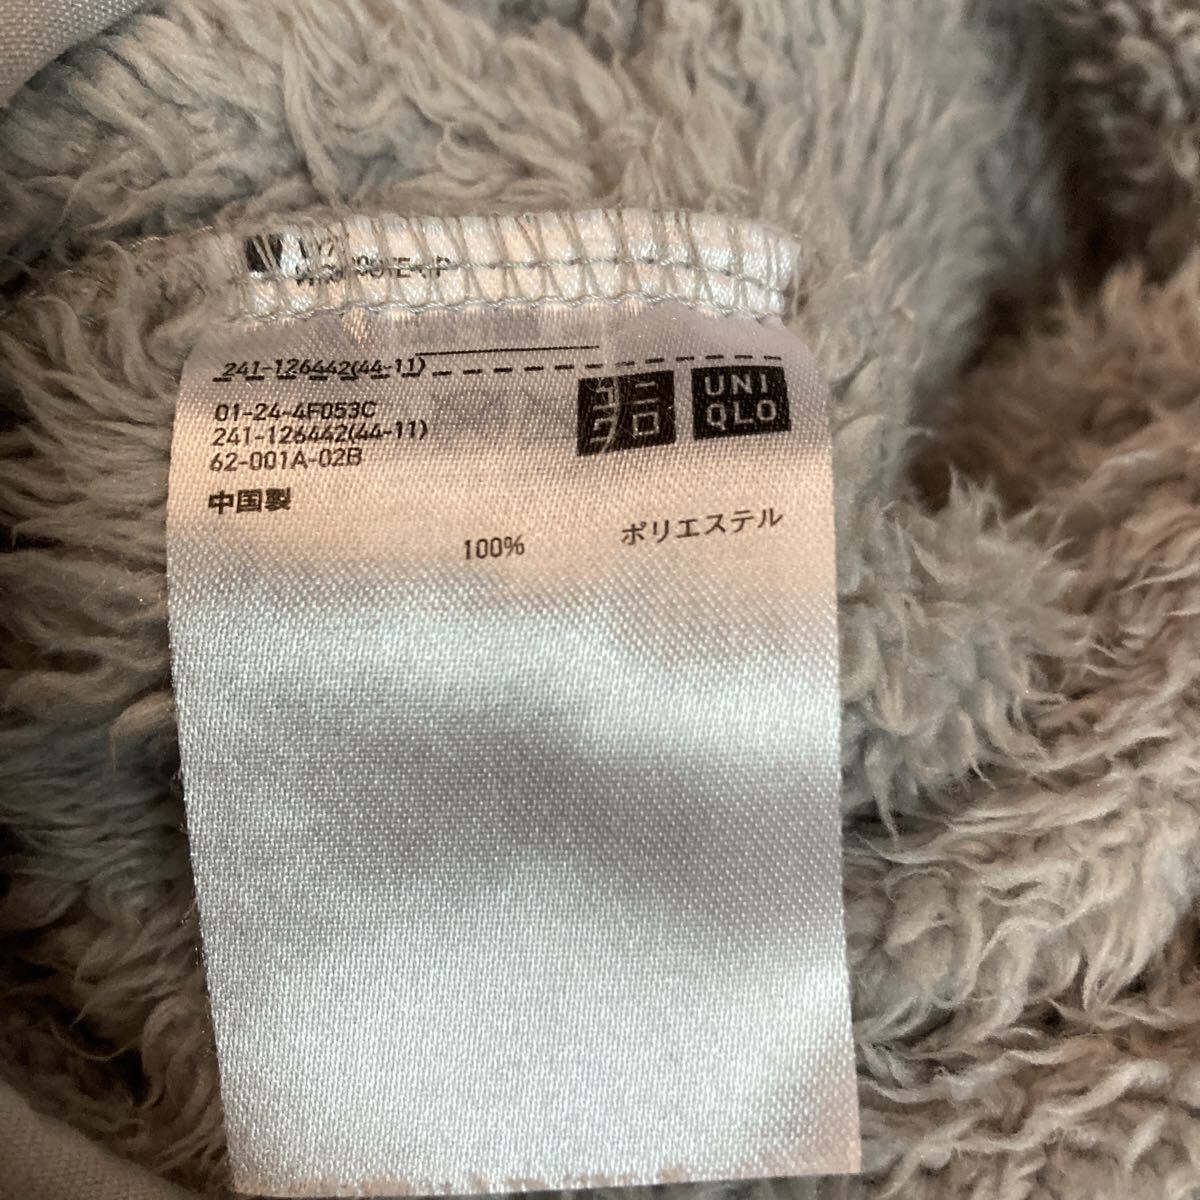 241-126442(44-11)
ユニ
クロ
UNI
QLO
01-24-4F053C
241-126442(44-11)
62-001A-02B
中国製
100% ポリエステル